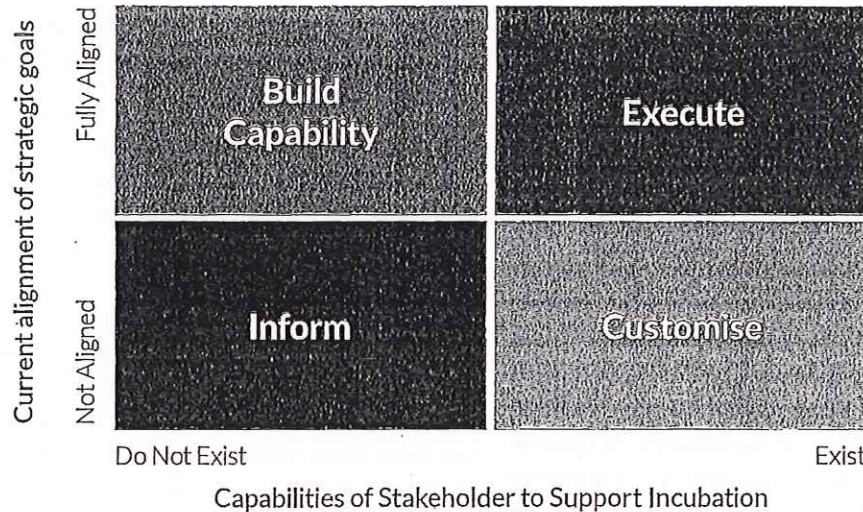 Current alignment of strategic goals
Fully Aligned
Not Aligned
Build
Capability
Execute
Inform
Customise
Do Not Exist
Exist
Capabilities of Stakeholder to Support Incubation